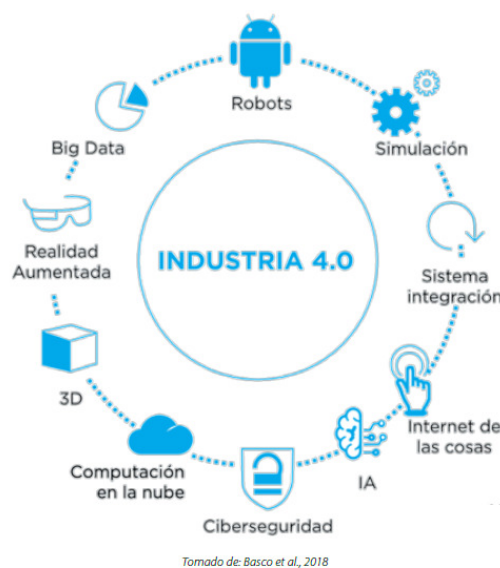 Robots
Simulación
Sistema
integración
Internet de
las cosas
IA
Ciberseguridad
Computación
en la nube
3D
Realidad
Aumentada
Big Data
INDUSTRIA 4.0
Tomado de: Basco et al., 2018